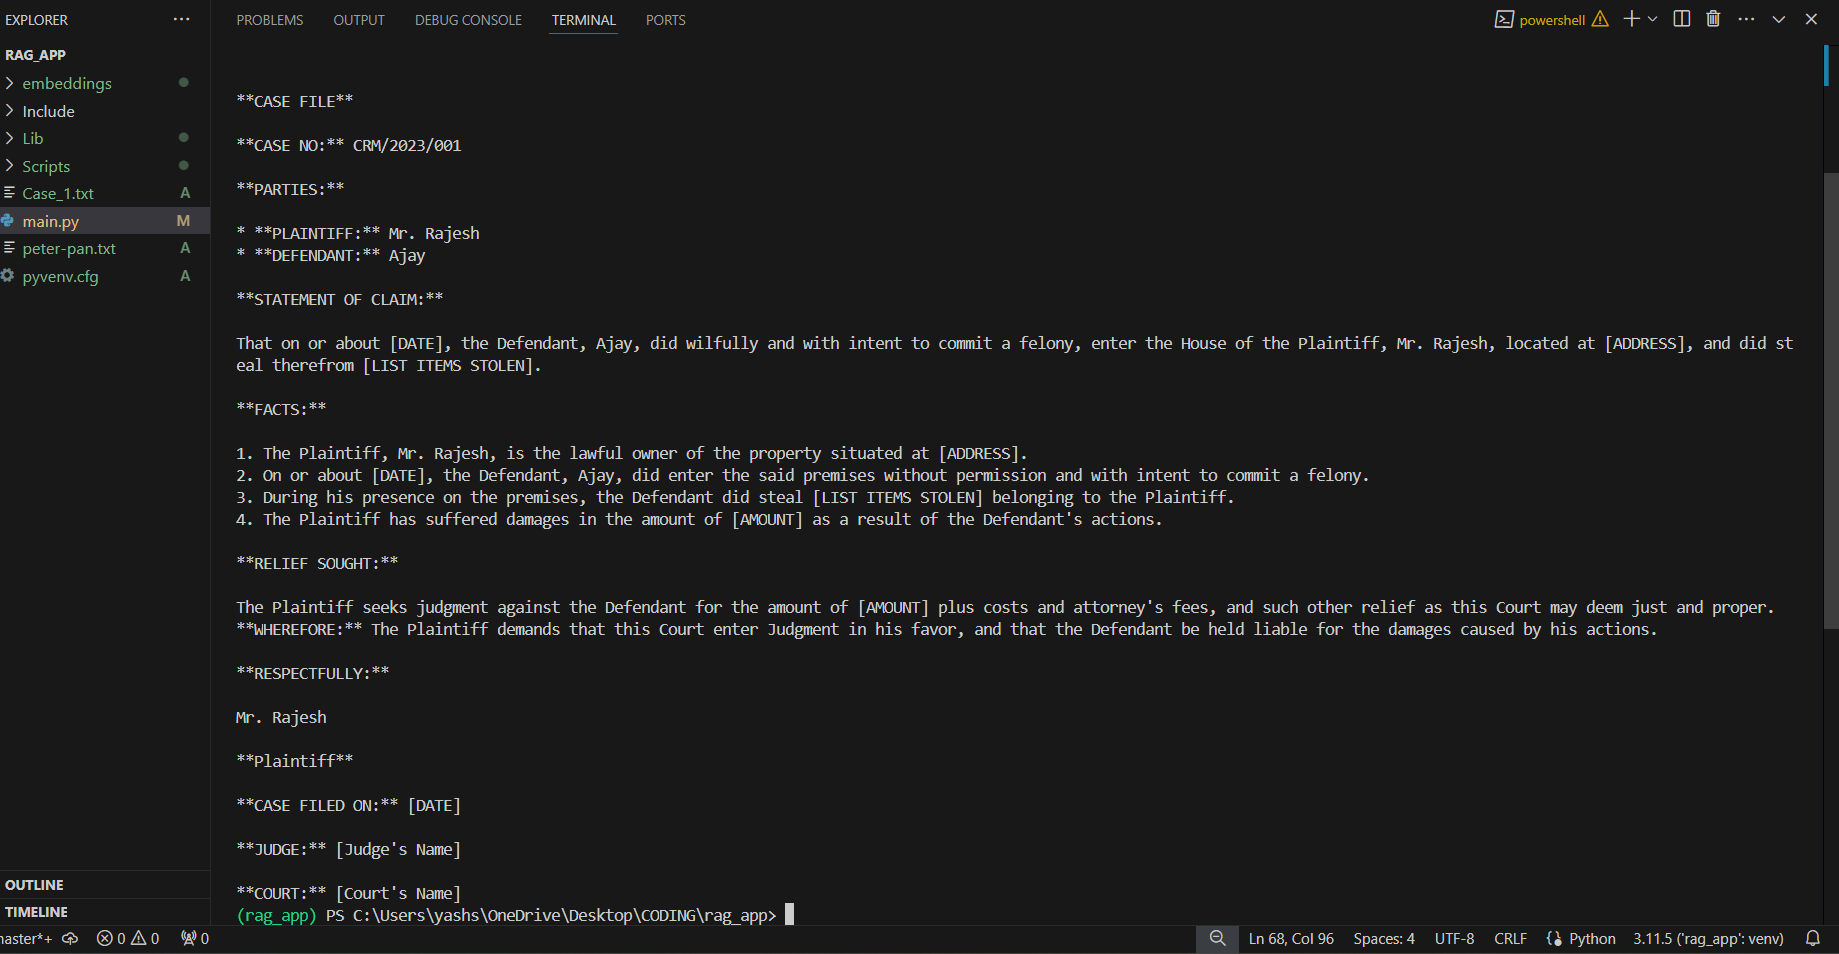 EXPLORER
RAG_APP
embeddings
Include
Lib
Scripts
Case_1.txt A
main.py M
peter-pan.txt A
pyvenv.cfg A
OUTLINE
TIMELINE
PROBLEMS OUTPUT DEBUG CONSOLE TERMINAL PORTS
powershell
**CASE FILE**
**CASE NO:** CRM/2023/001
**PARTIES:**
* **PLAINTIFF:** Mr. Rajesh
* **DEFENDANT:** Ajay
**STATEMENT OF CLAIM:**
That on or about [DATE], the Defendant, Ajay, did wilfully and with intent to commit a felony, enter the House of the Plaintiff, Mr. Rajesh, located at [ADDRESS], and did st
eal therefrom [LIST ITEMS STOLEN].
**FACTS:**
1. The Plaintiff, Mr. Rajesh, is the lawful owner of the property situated at [ADDRESS].
2. On or about [DATE], the Defendant, Ajay, did enter the said premises without permission and with intent to commit a felony.
3. During his presence on the premises, the Defendant did steal [LIST ITEMS STOLEN] belonging to the Plaintiff.
4. The Plaintiff has suffered damages in the amount of [AMOUNT] as a result of the Defendant's actions.
**RELIEF SOUGHT:**
The Plaintiff seeks judgment against the Defendant for the amount of [AMOUNT] plus costs and attorney's fees, and such other relief as this Court may deem just and proper.
**WHEREFORE:** The Plaintiff demands that this Court enter Judgment in his favor, and that the Defendant be held liable for the damages caused by his actions.
**RESPECTFULLY:**
Mr. Rajesh
**Plaintiff**
**CASE FILED ON:** [DATE]
**JUDGE:** [Judge's Name]
**COURT:** [Court's Name]
(rag_app) PS C:\Users\yashs\OneDrive\Desktop\CODING\rag_app>
naster*+ 0 0 0 Ln 68, Col 96 Spaces: 4 UTF-8 CRLF Python 3.11.5 ('rag_app': venv)